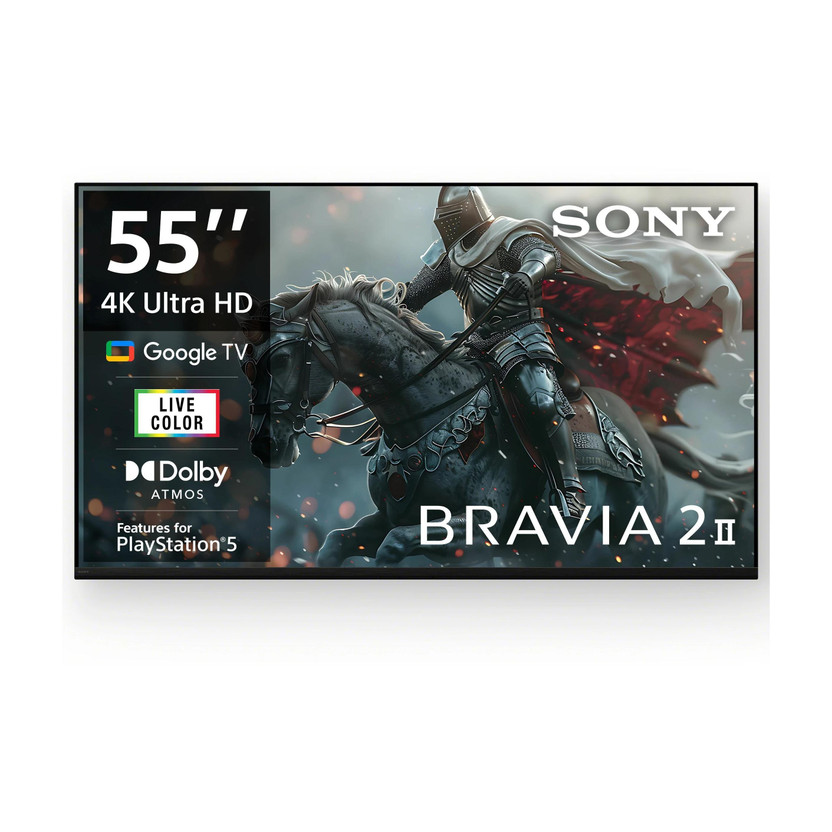 55’’
4K Ultra HD
Google TV
LIVE
COLOR
Dolby
ATMOS
Features for
PlayStation®5
SONY
BRAVIA 2 II